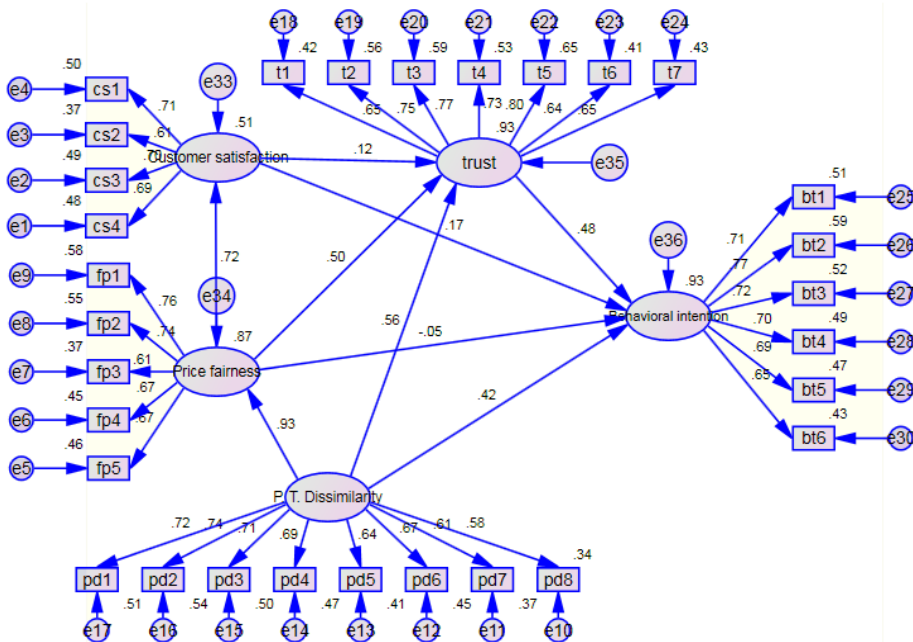 e18 e19 e20 e21 e22 e23 e24
.42 .56 .59 .53 .65 .41 .43
t1 t2 t3 t4 t5 t6 t7
.65 .75 .77 .73 .80 .64 .65
.50
e4 cs1
.71
e33
.51
.37
e3 cs2
.61
Customer satisfaction
.12
.93
trust
e35
.49
e2 cs3
.70
.69
.48
e1 cs4
.17
.48
.72
.50
.56
e34
.58
e9 fp1
.76
.55
e8 fp2
.74
.87
.37
e7 fp3
.61
Price fairness
-.05
.45
e6 fp4
.67
.67
.46
e5 fp5
.93
.42
e36
.93
Behavioral intention
.51
bt1 e25
.71
.59
bt2 e26
.77
.52
bt3 e27
.72
.49
bt4 e28
.70
.47
bt5 e29
.69
.43
bt6 e30
.65
P. T. Dissimilarity
.72 .74 .71 .69 .64 .67 .61 .58
.34
pd1 pd2 pd3 pd4 pd5 pd6 pd7 pd8
.51 .54 .50 .47 .41 .45 .37
e17 e16 e15 e14 e13 e12 e11 e10